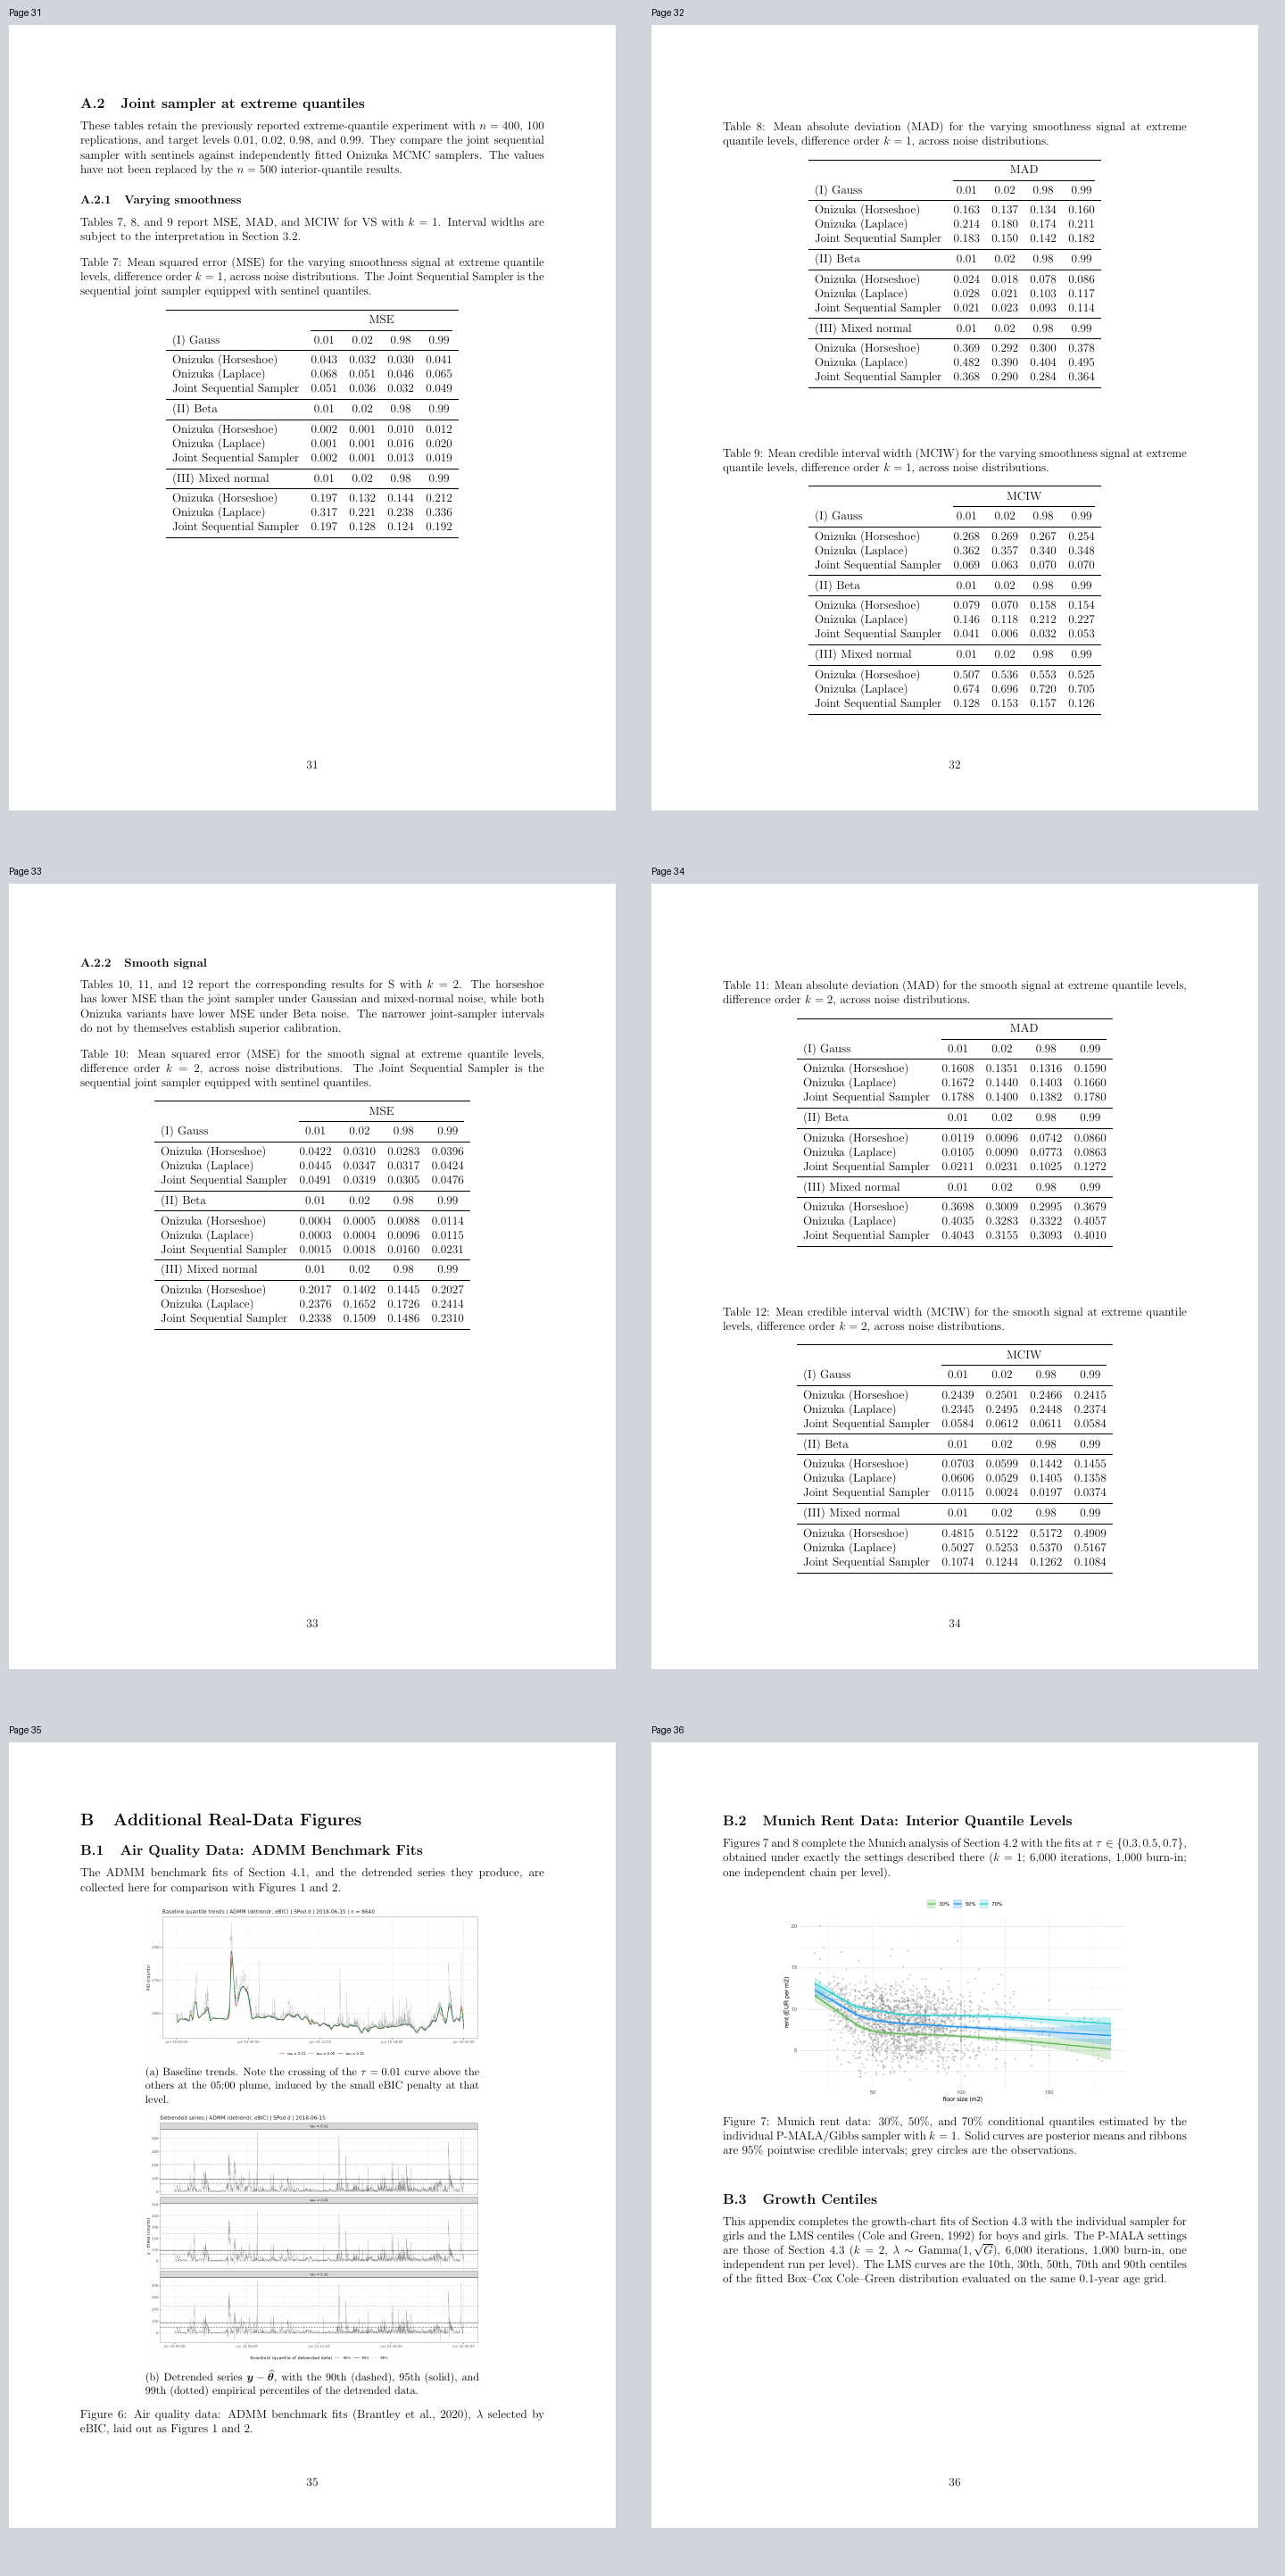 Page 31
A.2 Joint sampler at extreme quantiles
These tables retain the previously reported extreme-quantile experiment with n = 400, 100
replications, and target levels 0.01, 0.02, 0.98, and 0.99. They compare the joint sequential
sampler with sentinels against independently fitted Onizuka MCMC samplers. The values
have not been replaced by the n = 500 interior-quantile results.
A.2.1 Varying smoothness
Tables 7, 8, and 9 report MSE, MAD, and MCIW for VS with k = 1. Interval widths are
subject to the interpretation in Section 3.2.
Table 7: Mean squared error (MSE) for the varying smoothness signal at extreme quantile
levels, difference order k = 1, across noise distributions. The Joint Sequential Sampler is the
sequential joint sampler equipped with sentinel quantiles.
MSE
(I) Gauss 0.01 0.02 0.98 0.99
Onizuka (Horseshoe) 0.043 0.032 0.030 0.041
Onizuka (Laplace) 0.068 0.051 0.046 0.065
Joint Sequential Sampler 0.051 0.036 0.032 0.049
(II) Beta 0.01 0.02 0.98 0.99
Onizuka (Horseshoe) 0.002 0.001 0.010 0.012
Onizuka (Laplace) 0.001 0.001 0.016 0.020
Joint Sequential Sampler 0.002 0.001 0.013 0.019
(III) Mixed normal 0.01 0.02 0.98 0.99
Onizuka (Horseshoe) 0.197 0.132 0.144 0.212
Onizuka (Laplace) 0.317 0.221 0.238 0.336
Joint Sequential Sampler 0.197 0.128 0.124 0.192
31
Page 32
Table 8: Mean absolute deviation (MAD) for the varying smoothness signal at extreme
quantile levels, difference order k = 1, across noise distributions.
MAD
(I) Gauss 0.01 0.02 0.98 0.99
Onizuka (Horseshoe) 0.163 0.137 0.134 0.160
Onizuka (Laplace) 0.214 0.180 0.174 0.211
Joint Sequential Sampler 0.183 0.150 0.142 0.182
(II) Beta 0.01 0.02 0.98 0.99
Onizuka (Horseshoe) 0.024 0.018 0.078 0.086
Onizuka (Laplace) 0.028 0.021 0.103 0.117
Joint Sequential Sampler 0.021 0.023 0.093 0.114
(III) Mixed normal 0.01 0.02 0.98 0.99
Onizuka (Horseshoe) 0.369 0.292 0.300 0.378
Onizuka (Laplace) 0.482 0.390 0.404 0.495
Joint Sequential Sampler 0.368 0.290 0.284 0.364
Table 9: Mean credible interval width (MCIW) for the varying smoothness signal at extreme
quantile levels, difference order k = 1, across noise distributions.
MCIW
(I) Gauss 0.01 0.02 0.98 0.99
Onizuka (Horseshoe) 0.268 0.269 0.267 0.254
Onizuka (Laplace) 0.362 0.357 0.340 0.348
Joint Sequential Sampler 0.069 0.063 0.070 0.070
(II) Beta 0.01 0.02 0.98 0.99
Onizuka (Horseshoe) 0.079 0.070 0.158 0.154
Onizuka (Laplace) 0.146 0.118 0.212 0.227
Joint Sequential Sampler 0.041 0.006 0.032 0.053
(III) Mixed normal 0.01 0.02 0.98 0.99
Onizuka (Horseshoe) 0.507 0.536 0.553 0.525
Onizuka (Laplace) 0.674 0.696 0.720 0.705
Joint Sequential Sampler 0.128 0.153 0.157 0.126
32
Page 33
A.2.2 Smooth signal
Tables 10, 11, and 12 report the corresponding results for S with k = 2. The horseshoe
has lower MSE than the joint sampler under Gaussian and mixed-normal noise, while both
Onizuka variants have lower MSE under Beta noise. The narrower joint-sampler intervals
do not by themselves establish superior calibration.
Table 10: Mean squared error (MSE) for the smooth signal at extreme quantile levels,
difference order k = 2, across noise distributions. The Joint Sequential Sampler is the
sequential joint sampler equipped with sentinel quantiles.
MSE
(I) Gauss 0.01 0.02 0.98 0.99
Onizuka (Horseshoe) 0.0422 0.0310 0.0283 0.0396
Onizuka (Laplace) 0.0445 0.0347 0.0317 0.0424
Joint Sequential Sampler 0.0491 0.0319 0.0305 0.0476
(II) Beta 0.01 0.02 0.98 0.99
Onizuka (Horseshoe) 0.0004 0.0005 0.0088 0.0114
Onizuka (Laplace) 0.0003 0.0004 0.0096 0.0115
Joint Sequential Sampler 0.0015 0.0018 0.0160 0.0231
(III) Mixed normal 0.01 0.02 0.98 0.99
Onizuka (Horseshoe) 0.2017 0.1402 0.1445 0.2027
Onizuka (Laplace) 0.2376 0.1652 0.1726 0.2414
Joint Sequential Sampler 0.2338 0.1509 0.1486 0.2310
33
Page 34
Table 11: Mean absolute deviation (MAD) for the smooth signal at extreme quantile levels,
difference order k = 2, across noise distributions.
MAD
(I) Gauss 0.01 0.02 0.98 0.99
Onizuka (Horseshoe) 0.1608 0.1351 0.1316 0.1590
Onizuka (Laplace) 0.1672 0.1440 0.1403 0.1660
Joint Sequential Sampler 0.1788 0.1400 0.1382 0.1780
(II) Beta 0.01 0.02 0.98 0.99
Onizuka (Horseshoe) 0.0119 0.0096 0.0742 0.0860
Onizuka (Laplace) 0.0105 0.0090 0.0773 0.0863
Joint Sequential Sampler 0.0211 0.0231 0.1025 0.1272
(III) Mixed normal 0.01 0.02 0.98 0.99
Onizuka (Horseshoe) 0.3698 0.3009 0.2995 0.3679
Onizuka (Laplace) 0.4035 0.3283 0.3322 0.4057
Joint Sequential Sampler 0.4043 0.3155 0.3093 0.4010
Table 12: Mean credible interval width (MCIW) for the smooth signal at extreme quantile
levels, difference order k = 2, across noise distributions.
MCIW
(I) Gauss 0.01 0.02 0.98 0.99
Onizuka (Horseshoe) 0.2439 0.2501 0.2466 0.2415
Onizuka (Laplace) 0.2345 0.2495 0.2448 0.2374
Joint Sequential Sampler 0.0584 0.0612 0.0611 0.0584
(II) Beta 0.01 0.02 0.98 0.99
Onizuka (Horseshoe) 0.0703 0.0599 0.1442 0.1455
Onizuka (Laplace) 0.0606 0.0529 0.1405 0.1358
Joint Sequential Sampler 0.0115 0.0024 0.0197 0.0374
(III) Mixed normal 0.01 0.02 0.98 0.99
Onizuka (Horseshoe) 0.4815 0.5122 0.5172 0.4909
Onizuka (Laplace) 0.5027 0.5253 0.5370 0.5167
Joint Sequential Sampler 0.1074 0.1244 0.1262 0.1084
34
Page 35
B Additional Real-Data Figures
B.1 Air Quality Data: ADMM Benchmark Fits
The ADMM benchmark fits of Section 4.1, and the detrended series they produce, are
collected here for comparison with Figures 1 and 2.
Baseline quantile trends | ADMM (detrendr, eBIC) | SPod d | 2018-06-15 | n = 8640
(a) Baseline trends. Note the crossing of the τ = 0.01 curve above the
others at the 05:00 plume, induced by the small eBIC penalty at that
level.
Detrended series | ADMM (detrendr, eBIC) | SPod d | 2018-06-15
(b) Detrended series y − θ̂, with the 90th (dashed), 95th (solid), and
99th (dotted) empirical percentiles of the detrended data.
Figure 6: Air quality data: ADMM benchmark fits (Brantley et al., 2020), λ selected by
eBIC, laid out as Figures 1 and 2.
35
Page 36
B.2 Munich Rent Data: Interior Quantile Levels
Figures 7 and 8 complete the Munich analysis of Section 4.2 with the fits at τ ∈ {0.3, 0.5, 0.7},
obtained under exactly the settings described there (k = 1; 6,000 iterations, 1,000 burn-in;
one independent chain per level).
30% 50% 70%
20
15
10
5
rent (EUR per m2)
50 100 150
floor size (m2)
Figure 7: Munich rent data: 30%, 50%, and 70% conditional quantiles estimated by the
individual P-MALA/Gibbs sampler with k = 1. Solid curves are posterior means and ribbons
are 95% pointwise credible intervals; grey circles are the observations.
B.3 Growth Centiles
This appendix completes the growth-chart fits of Section 4.3 with the individual sampler for
girls and the LMS centiles (Cole and Green, 1992) for boys and girls. The P-MALA settings
are those of Section 4.3 (k = 2, λ ∼ Gamma(1, √G), 6,000 iterations, 1,000 burn-in, one
independent run per level). The LMS curves are the 10th, 30th, 50th, 70th and 90th centiles
of the fitted Box–Cox Cole–Green distribution evaluated on the same 0.1-year age grid.
36